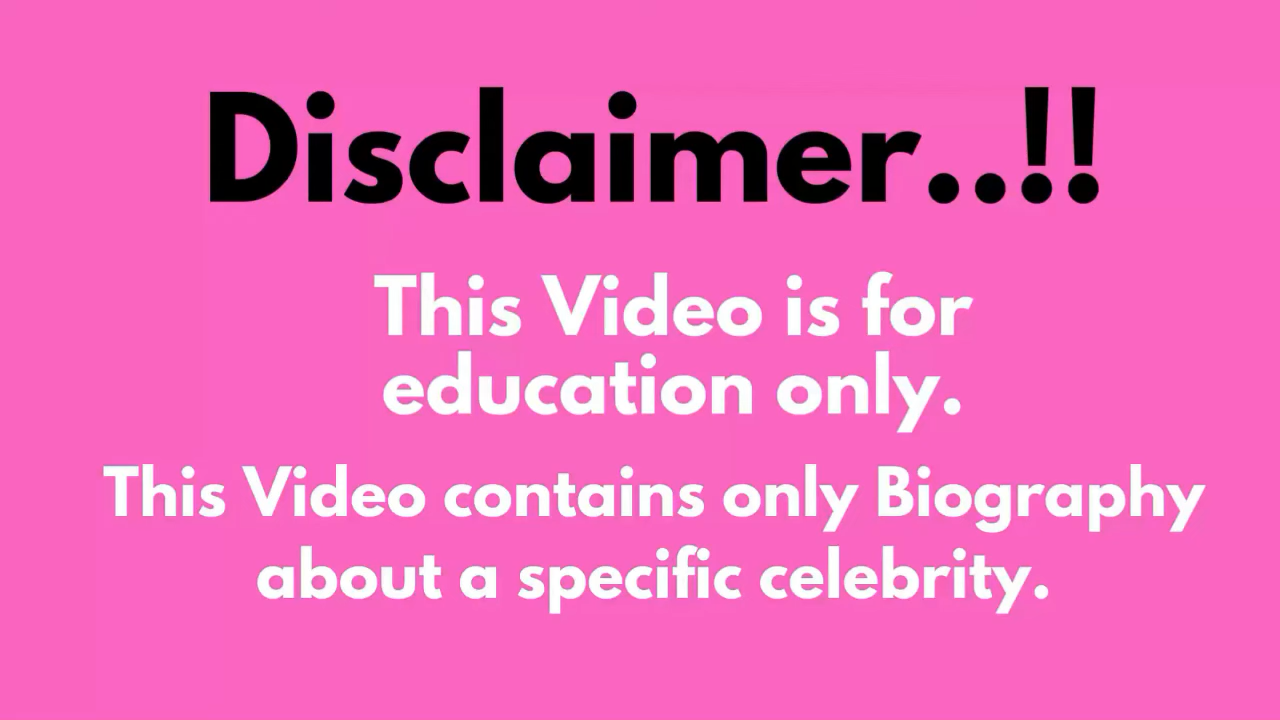 Disclaimer..!!
This Video is for
education only.
This Video contains only Biography
about a specific celebrity.